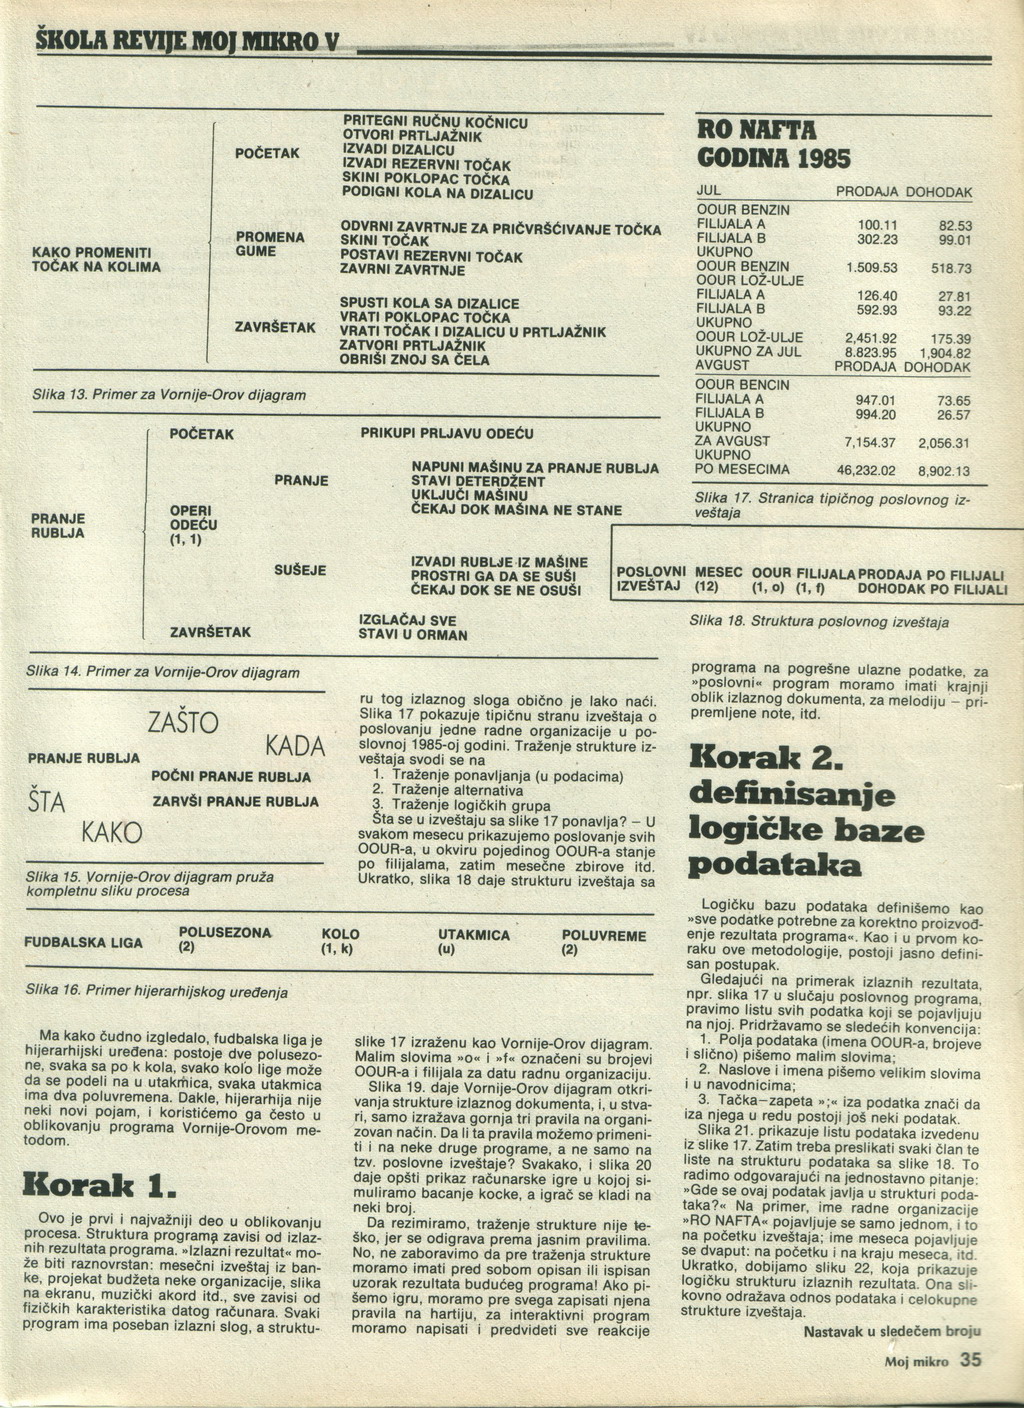 ŠKOLA REVIJE MOJ MIKRO V
KAKO PROMENITI
TOČAK NA KOLIMA
POČETAK
PRITEGNI RUČNU KOČNICU
OTVORI PRTLJAŽNIK
IZVADI DIZALICU
IZVADI REZERVNI TOČAK
SKINI POKLOPAC TOČKA
PODIGNI KOLA NA DIZALICU
PROMENA
GUME
ODVRNI ZAVRTNJE ZA PRIČVRŠĆIVANJE TOČKA
SKINI TOČAK
POSTAVI REZERVNI TOČAK
ZAVRNI ZAVRTNJE
ZAVRŠETAK
SPUSTI KOLA SA DIZALICE
VRATI POKLOPAC TOČKA
VRATI TOČAK I DIZALICU U PRTLJAŽNIK
ZATVORI PRTLJAŽNIK
OBRIŠI ZNOJ SA ČELA
Slika 13. Primer za Vornije-Orov dijagram
PRANJE
RUBLJA
POČETAK
PRIKUPI PRLJAVU ODEĆU
OPERI
ODEĆU
(1, 1)
PRANJE
NAPUNI MAŠINU ZA PRANJE RUBLJA
STAVI DETERDŽENT
UKLJUČI MAŠINU
ČEKAJ DOK MAŠINA NE STANE
SUŠEJE
IZVADI RUBLJE IZ MAŠINE
PROSTRI GA DA SE SUŠI
ČEKAJ DOK SE NE OSUŠI
ZAVRŠETAK
IZGLAČAJ SVE
STAVI U ORMAN
Slika 14. Primer za Vornije-Orov dijagram
ZAŠTO
KADA
PRANJE RUBLJA
POČNI PRANJE RUBLJA
ŠTA
ZARVŠI PRANJE RUBLJA
KAKO
Slika 15. Vornije-Orov dijagram pruža
kompletnu sliku procesa
FUDBALSKA LIGA
POLUSEZONA
(2)
KOLO
(1, k)
UTAKMICA
(u)
POLUVREME
(2)
Slika 16. Primer hijerarhijskog uređenja
Ma kako čudno izgledalo, fudbalska liga je
hijerarhijski uređena: postoje dve polusezo-
ne, svaka sa po k kola, svako kolo lige može
da se podeli na u utakmica, svaka utakmica
ima dva poluvremena. Dakle, hijerarhija nije
neki novi pojam, i koristićemo ga često u
oblikovanju programa Vornije-Orovom me-
todom.
Korak 1.
Ovo je prvi i najvažniji deo u oblikovanju
procesa. Struktura programa zavisi od izlaz-
nih rezultata programa. »Izlazni rezultat« mo-
že biti raznovrstan: mesečni izveštaj iz ban-
ke, projekat budžeta neke organizacije, slika
na ekranu, muzički akord itd., sve zavisi od
fizičkih karakteristika datog računara. Svaki
program ima poseban izlazni slog, a struktu-
ru tog izlaznog sloga obično je lako naći.
Slika 17 pokazuje tipičnu stranu izveštaja o
poslovanju jedne radne organizacije u po-
slovnoj 1985-oj godini. Traženje strukture iz-
veštaja svodi se na
1. Traženje ponavljanja (u podacima)
2. Traženje alternativa
3. Traženje logičkih grupa
Šta se u izveštaju sa slike 17 ponavlja? – U
svakom mesecu prikazujemo poslovanje svih
OOUR-a, u okviru pojedinog OOUR-a stanje
po filijalama, zatim mesečne zbirove itd.
Ukratko, slika 18 daje strukturu izveštaja sa
slike 17 izraženu kao Vornije-Orov dijagram.
Malim slovima »o« i »f« označeni su brojevi
OOUR-a i filijala za datu radnu organizaciju.
Slika 19. daje Vornije-Orov dijagram otkri-
vanja strukture izlaznog dokumenta, i, u stva-
ri, samo izražava gornja tri pravila na organi-
zovan način. Da li ta pravila možemo primeni-
ti i na neke druge programe, a ne samo na
tzv. poslovne izveštaje? Svakako, i slika 20
daje opšti prikaz računarske igre u kojoj si-
muliramo bacanje kocke, a igrač se kladi na
neki broj.
Da rezimiramo, traženje strukture nije te-
ško, jer se odigrava prema jasnim pravilima.
No, ne zaboravimo da pre traženja strukture
moramo imati pred sobom opisan ili ispisan
uzorak rezultata budućeg programa! Ako pi-
šemo igru, moramo pre svega zapisati njena
pravila na hartiju, za interaktivni program
moramo napisati i predvideti sve reakcije
RO NAFTA
GODINA 1985
JUL PRODAJA DOHODAK
OOUR BENZIN
FILIJALA A 100.11 82.53
FILIJALA B 302.23 99.01
UKUPNO
OOUR BENZIN 1.509.53 518.73
OOUR LOŽ-ULJE
FILIJALA A 126.40 27.81
FILIJALA B 592.93 93.22
UKUPNO
OOUR LOŽ-ULJE 2,451.92 175.39
UKUPNO ZA JUL 8.823.95 1,904.82
AVGUST PRODAJA DOHODAK
OOUR BENCIN
FILIJALA A 947.01 73.65
FILIJALA B 994.20 26.57
UKUPNO
ZA AVGUST 7,154.37 2,056.31
UKUPNO
PO MESECIMA 46,232.02 8,902.13
Slika 17. Stranica tipičnog poslovnog iz-
veštaja
POSLOVNI MESEC OOUR FILIJALA PRODAJA PO FILIJALI
IZVEŠTAJ (12) (1, o) (1, f) DOHODAK PO FILIJALI
Slika 18. Struktura poslovnog izveštaja
programa na pogrešne ulazne podatke, za
»poslovni« program moramo imati krajnji
oblik izlaznog dokumenta, za melodiju – pri-
premljene note, itd.
Korak 2.
definisanje
logičke baze
podataka
Logičku bazu podataka definišemo kao
»sve podatke potrebne za korektno proizvođ-
enje rezultata programa«. Kao i u prvom ko-
raku ove metodologije, postoji jasno defini-
san postupak.
Gledajući na primerak izlaznih rezultata,
npr. slika 17 u slučaju poslovnog programa,
pravimo listu svih podatka koji se pojavljuju
na njoj. Pridržavamo se sledećih konvencija:
1. Polja podataka (imena OOUR-a, brojeve
i slično) pišemo malim slovima;
2. Naslove i imena pišemo velikim slovima
i u navodnicima;
3. Tačka–zapeta »;« iza podatka znači da
iza njega u redu postoji još neki podatak.
Slika 21. prikazuje listu podataka izvedenu
iz slike 17. Zatim treba preslikati svaki član te
liste na strukturu podataka sa slike 18. To
radimo odgovarajući na jednostavno pitanje:
»Gde se ovaj podatak javlja u strukturi poda-
taka?« Na primer, ime radne organizacije
»RO NAFTA« pojavljuje se samo jednom, i to
na početku izveštaja; ime meseca pojavljuje
se dvaput: na početku i na kraju meseca, itd.
Ukratko, dobijamo sliku 22, koja prikazuje
logičku strukturu izlaznih rezultata. Ona sli-
kovno odražava odnos podataka i celokupne
strukture izveštaja.
Nastavak u sledečem broju
Moj mikro 35